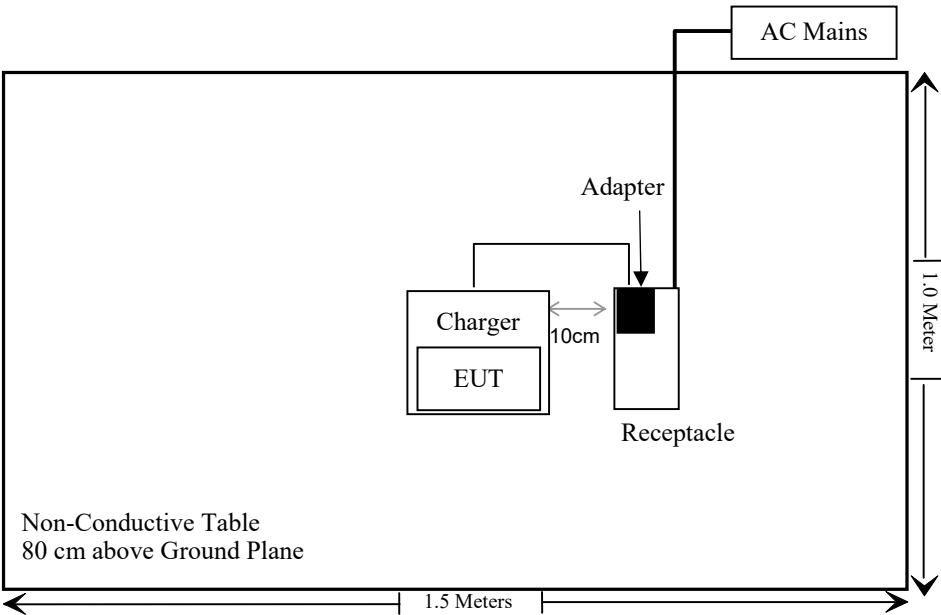 AC Mains
Adapter
Charger
10cm
EUT
1.0 Meter
Receptacle
Non-Conductive Table
80 cm above Ground Plane
1.5 Meters